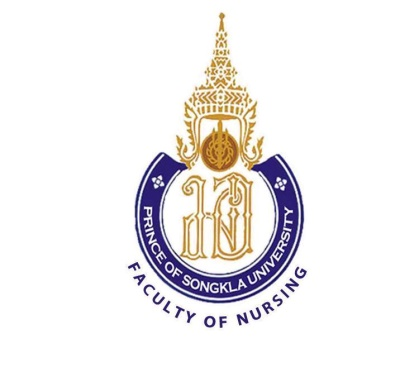 PRINCE OF SONGKLA UNIVERSITY
FACULTY OF NURSING